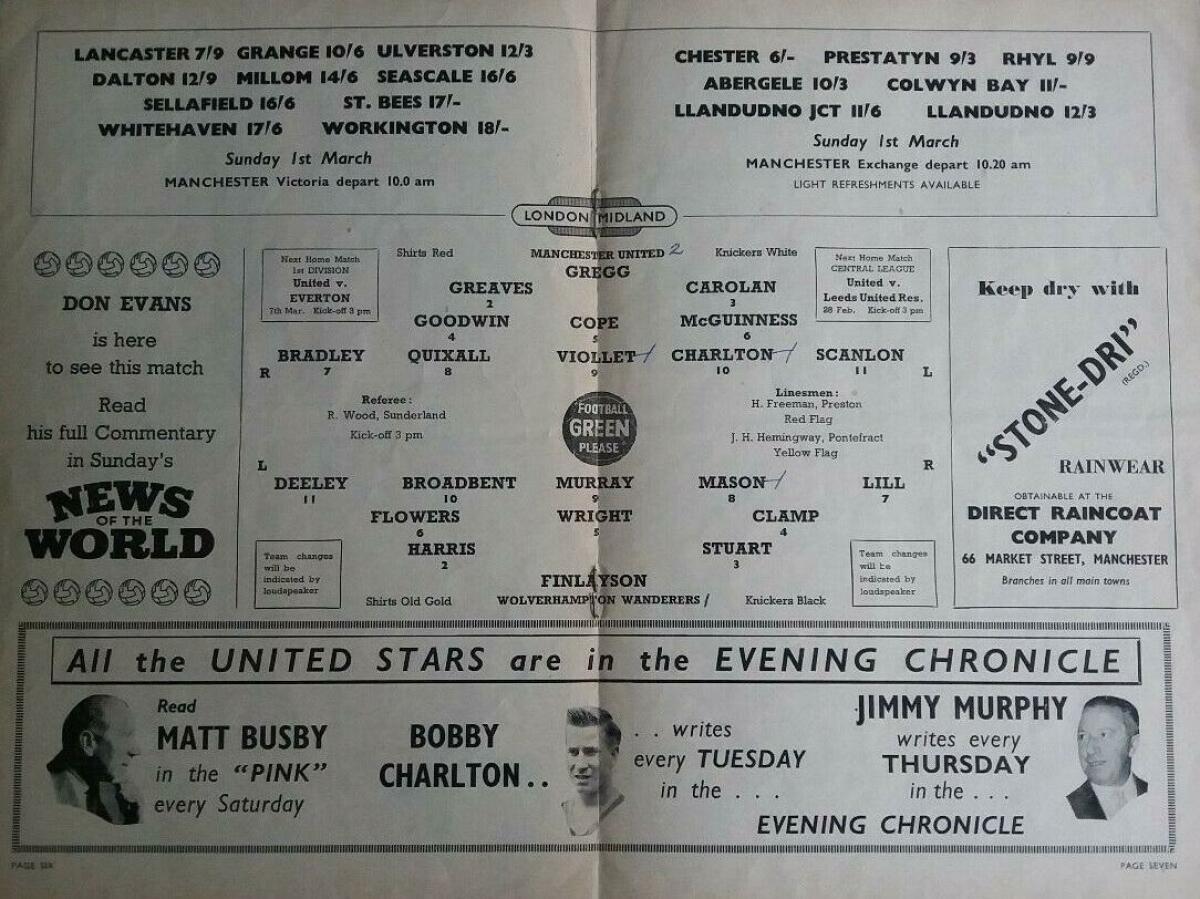 LANCASTER 7/9 GRANGE 10/6 ULVERSTON 12/3
DALTON 12/9 MILLOM 14/6 SEASCALE 16/6
SELLAFIELD 16/6 ST. BEES 17/-
WHITEHAVEN 17/6 WORKINGTON 18/-
Sunday 1st March
MANCHESTER Victoria depart 10.0 am
CHESTER 6/- PRESTATYN 9/3 RHYL 9/9
ABERGELE 10/3 COLWYN BAY 11/-
LLANDUDNO JCT 11/6 LLANDUDNO 12/3
Sunday 1st March
MANCHESTER Exchange depart 10.20 am
LIGHT REFRESHMENTS AVAILABLE
LONDON MIDLAND
DON EVANS
is here
to see this match
Read
his full Commentary
in Sunday's
NEWS
OF THE
WORLD
Next Home Match
1st DIVISION
United v.
EVERTON
7th Mar. Kick-off 3 pm
Shirts Red
MANCHESTER UNITED 2
Knickers White
Next Home Match
CENTRAL LEAGUE
United v.
Leeds United Res.
28 Feb. Kick-off 3 pm
GREGG
GREAVES CAROLAN
2 3
GOODWIN COPE McGUINNESS
4 5 6
BRADLEY QUIXALL VIOLLET / CHARLTON / SCANLON
R 7 8 9 10 11 L
Referee:
R. Wood, Sunderland
Kick-off 3 pm
"FOOTBALL
GREEN
PLEASE"
Linesmen:
H. Freeman, Preston
Red Flag
J. H. Hemingway, Pontefract
Yellow Flag
L R
DEELEY BROADBENT MURRAY MASON / LILL
11 10 9 8 7
FLOWERS WRIGHT CLAMP
6 5 4
HARRIS STUART
2 3
FINLAYSON
Team changes
will be
indicated by
loudspeaker
Shirts Old Gold
WOLVERHAMPTON WANDERERS /
Knickers Black
Team changes
will be
indicated by
loudspeaker
Keep dry with
"STONE-DRI"
(REGD.)
RAINWEAR
OBTAINABLE AT THE
DIRECT RAINCOAT
COMPANY
66 MARKET STREET, MANCHESTER
Branches in all main towns
All the UNITED STARS are in the EVENING CHRONICLE
Read
MATT BUSBY
in the "PINK"
every Saturday
BOBBY
CHARLTON . .
. . writes
every TUESDAY
in the . . .
JIMMY MURPHY
writes every
THURSDAY
in the . . .
EVENING CHRONICLE
PAGE SIX
PAGE SEVEN